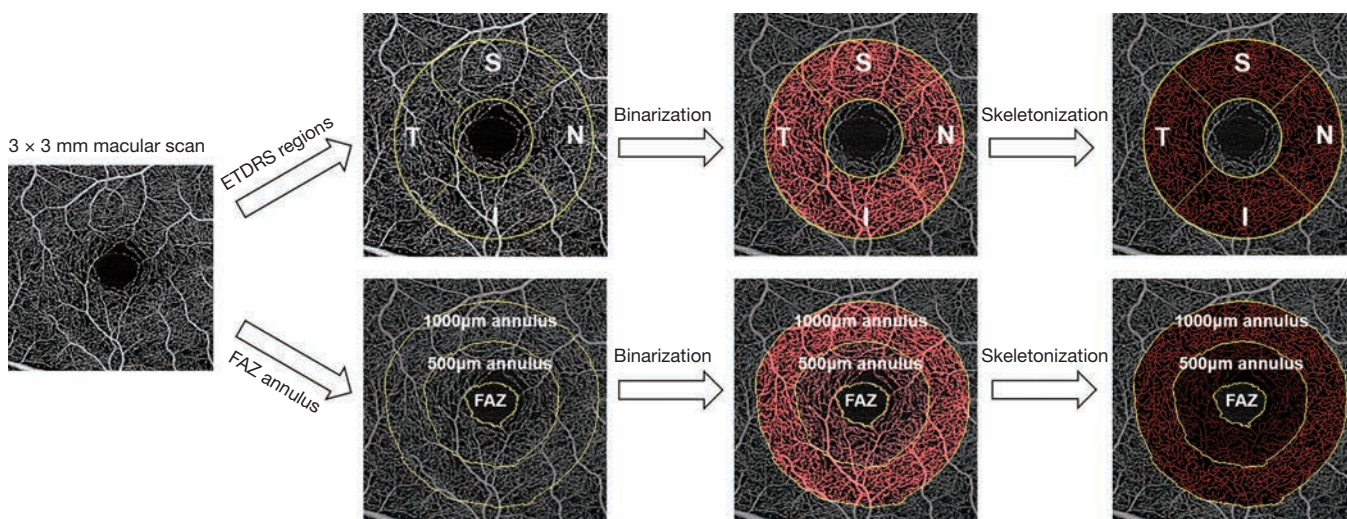 3 × 3 mm macular scan
ETDRS regions
S
T
N
I
Binarization
S
T
N
I
Skeletonization
S
T
N
I
FAZ annulus
1000µm annulus
500µm annulus
FAZ
Binarization
1000µm annulus
500µm annulus
FAZ
Skeletonization
1000µm annulus
500µm annulus
FAZ